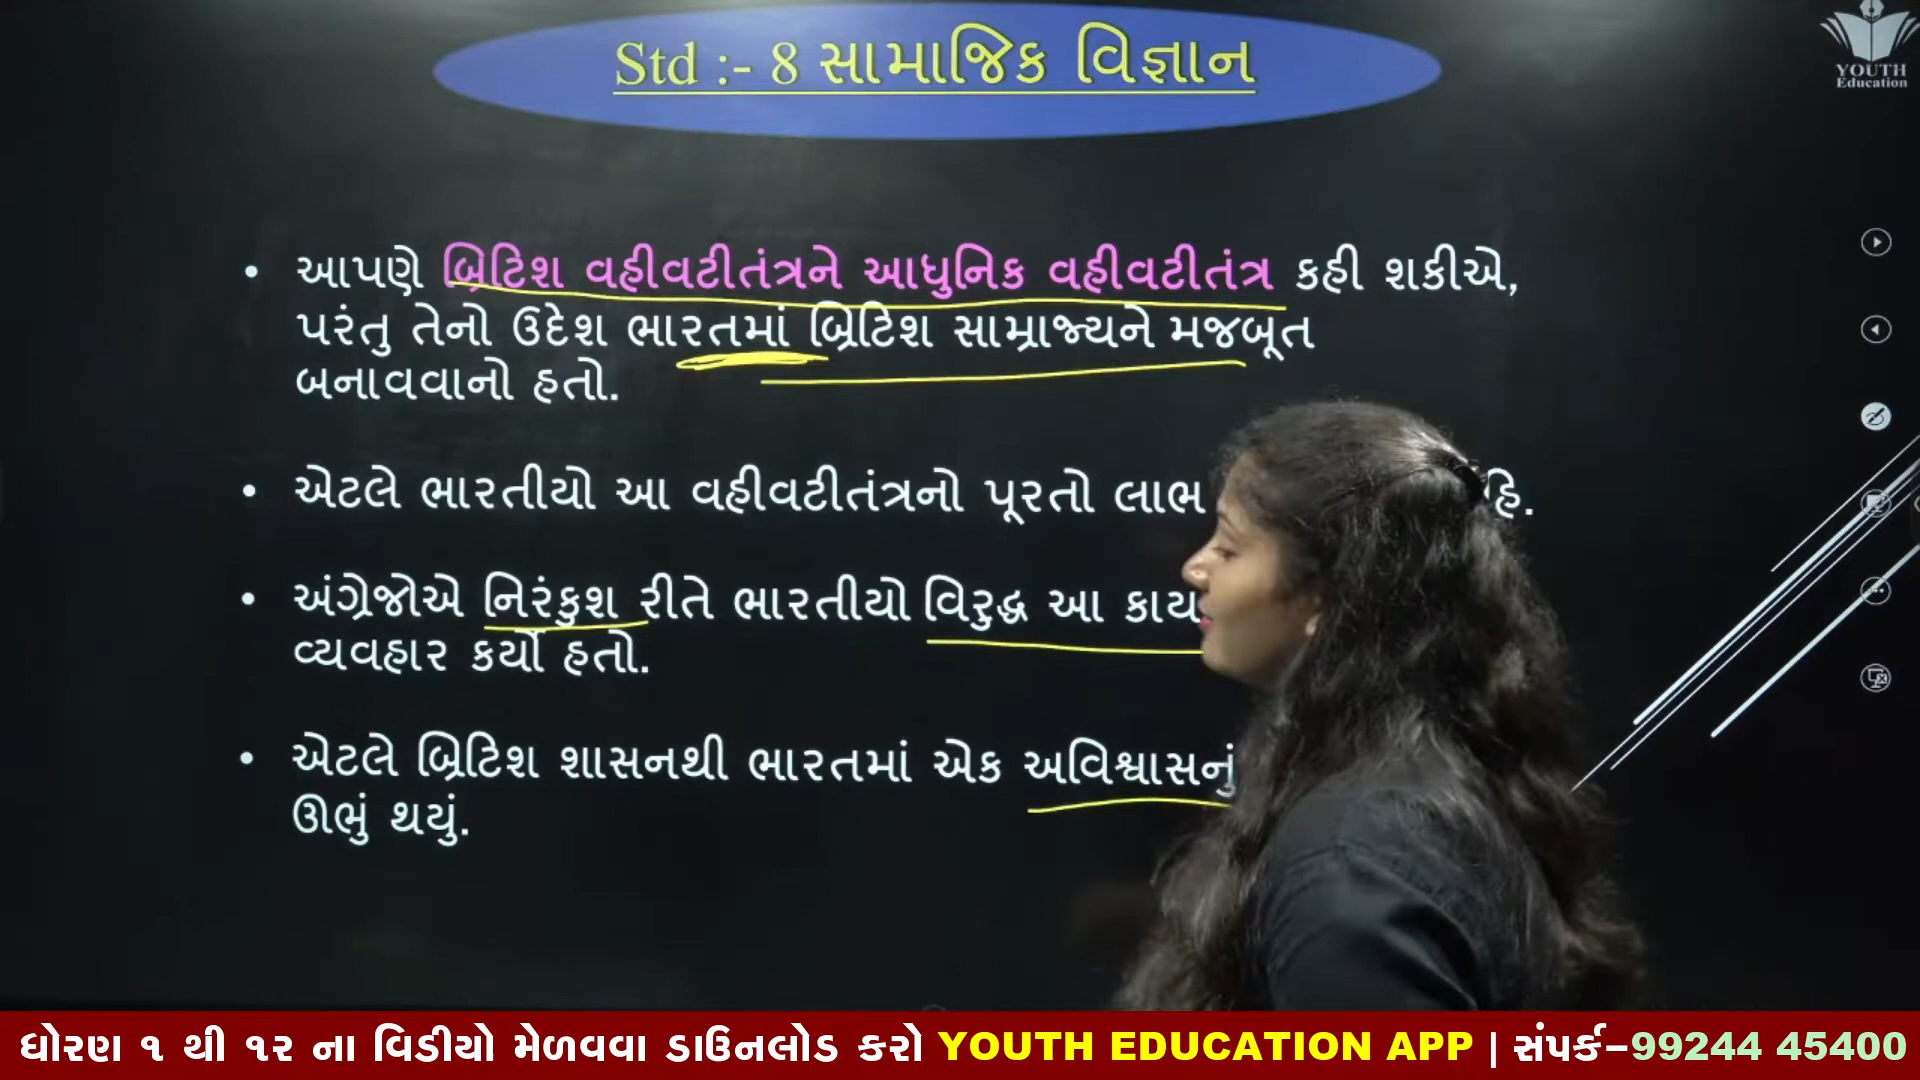 Std :- 8 સામાજિક વિજ્ઞાન
YOUTH
Education
• આપણે બ્રિટિશ વહીવટીતંત્રને આધુનિક વહીવટીતંત્ર કહી શકીએ,
પરંતુ તેનો ઉદેશ ભારતમાં બ્રિટિશ સામ્રાજ્યને મજબૂત
બનાવવાનો હતો.
• એટલે ભારતીયો આ વહીવટીતંત્રનો પૂરતો લાભ
• અંગ્રેજોએ નિરંકુશ રીતે ભારતીયો વિરુદ્ધ આ
વ્યવહાર કર્યો હતો.
• એટલે બ્રિટિશ શાસનથી ભારતમાં એક અવિશ્વાસનું
ઊભું થયું.
ધોરણ ૧ થી ૧૨ ના વિડીયો મેળવવા ડાઉનલોડ કરો YOUTH EDUCATION APP | સંપર્ક-99244 45400